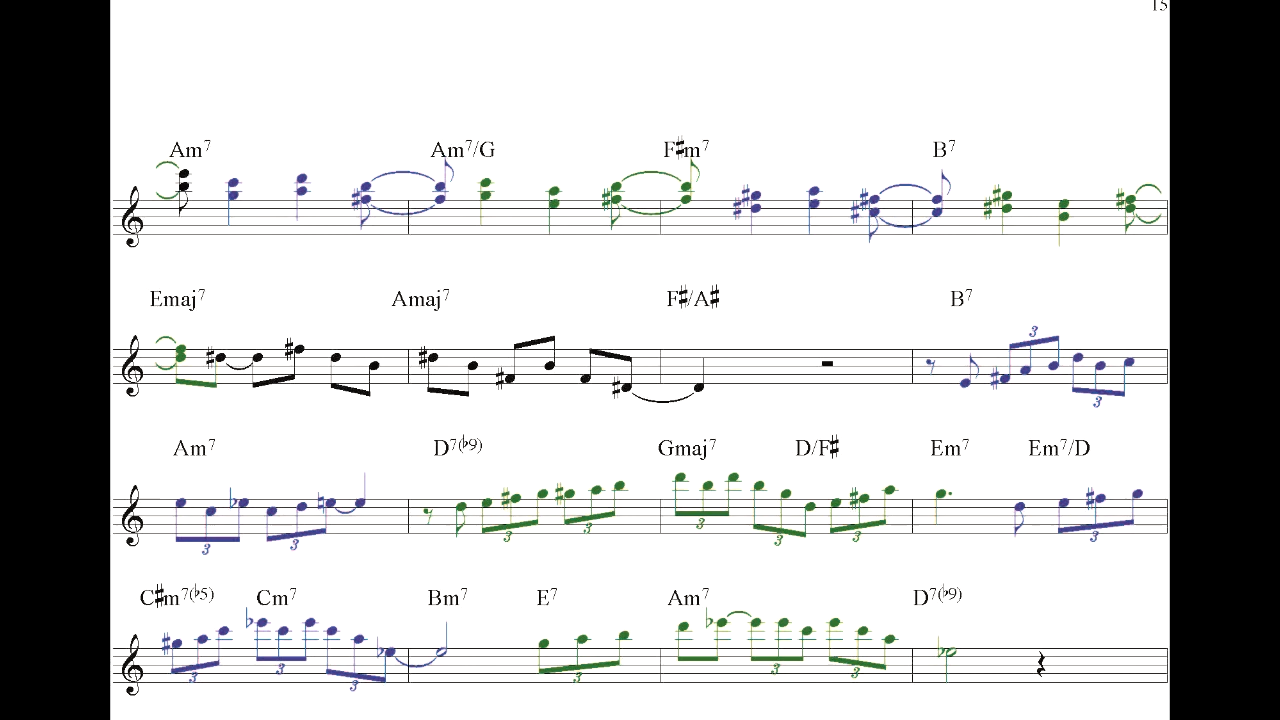 15
Am7 Am7/G F♯m7 B7
Emaj7 Amaj7 F♯/A♯ B7
3
3
Am7 D7(♭9) Gmaj7 D/F♯ Em7 Em7/D
3 3 3 3 3 3 3 3
C♯m7(♭5) Cm7 Bm7 E7 Am7 D7(♭9)
3 3 3 3 3 3